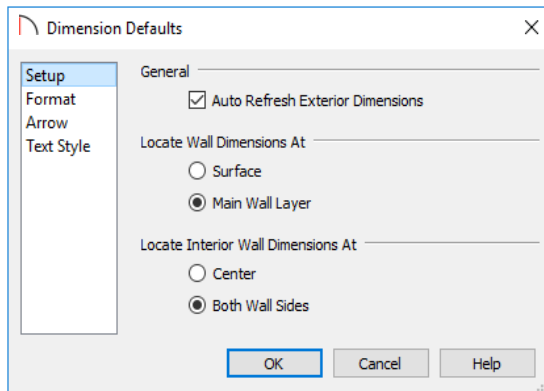 Dimension Defaults
Setup
Format
Arrow
Text Style
General
Auto Refresh Exterior Dimensions
Locate Wall Dimensions At
Surface
Main Wall Layer
Locate Interior Wall Dimensions At
Center
Both Wall Sides
OK
Cancel
Help